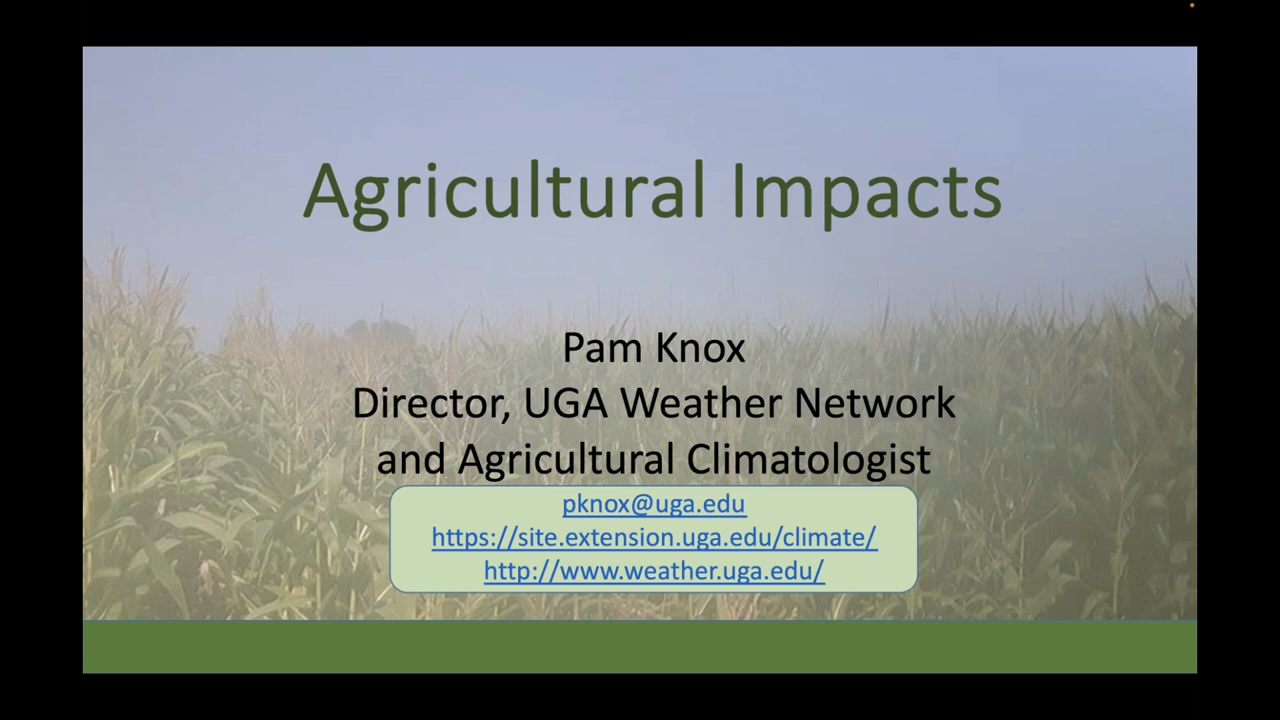 Agricultural Impacts
Pam Knox
Director, UGA Weather Network
and Agricultural Climatologist
pknox@uga.edu
https://site.extension.uga.edu/climate/
http://www.weather.uga.edu/